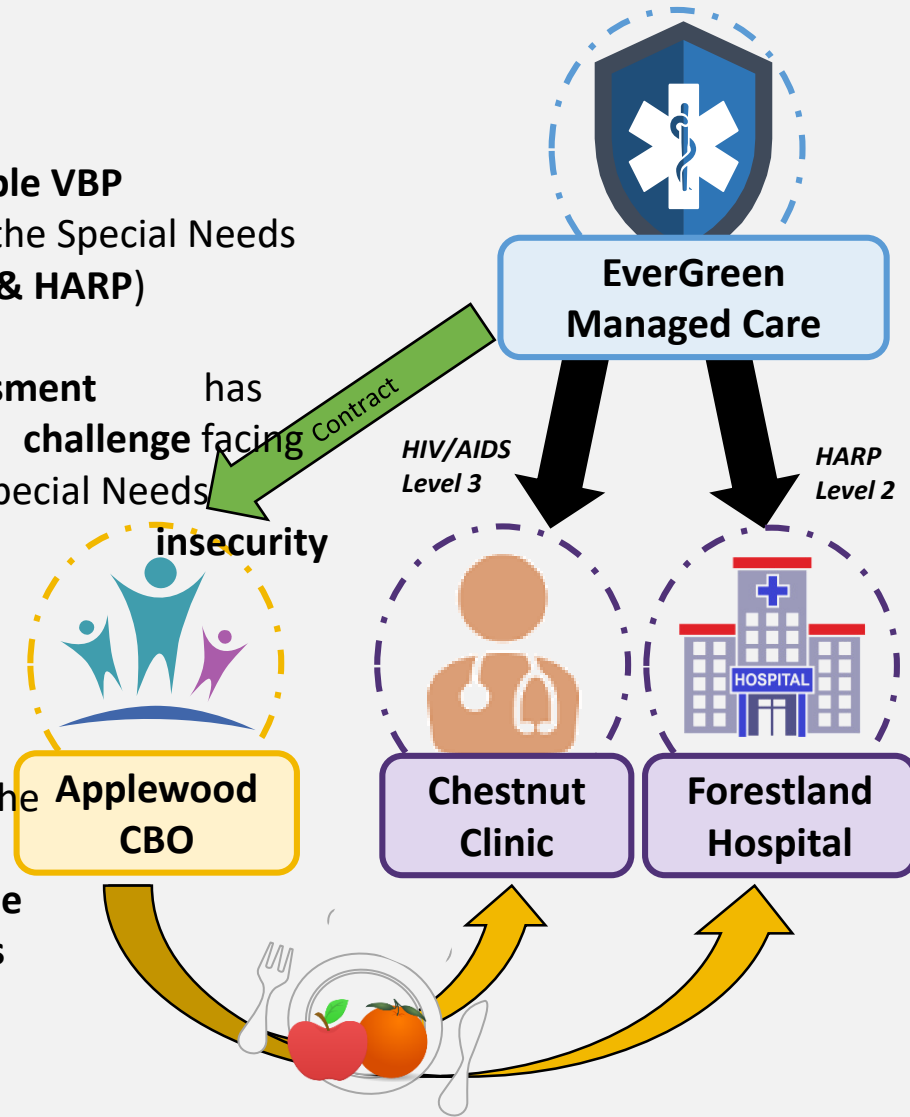 ple VBP
the Special Needs
& HARP)
EverGreen
Managed Care
sment has
challenge facing
Contract
pecial Needs
insecurity
HIV/AIDS
Level 3
HARP
Level 2
HOSPITAL
he
Applewood
CBO
Chestnut
Clinic
Forestland
Hospital
e
s